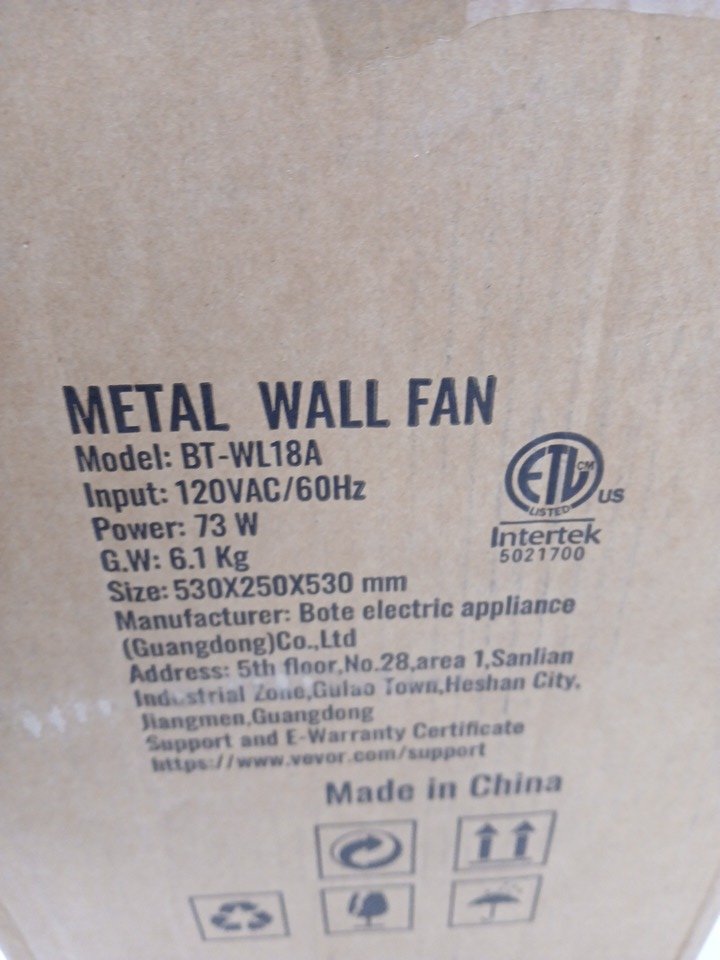 METAL WALL FAN
Model: BT-WL18A
Input: 120VAC/60Hz
Power: 73 W
G.W: 6.1 Kg
Size: 530X250X530 mm
Manufacturer: Bote electric appliance
(Guangdong)Co.,Ltd
Address: 5th floor,No.28,area 1,Sanlian
Industrial Zone,Gulao Town,Heshan City,
Jiangmen,Guangdong
Support and E-Warranty Certificate
https://www.vevor.com/support
ETL CM
LISTED
US
Intertek
5021700
Made in China